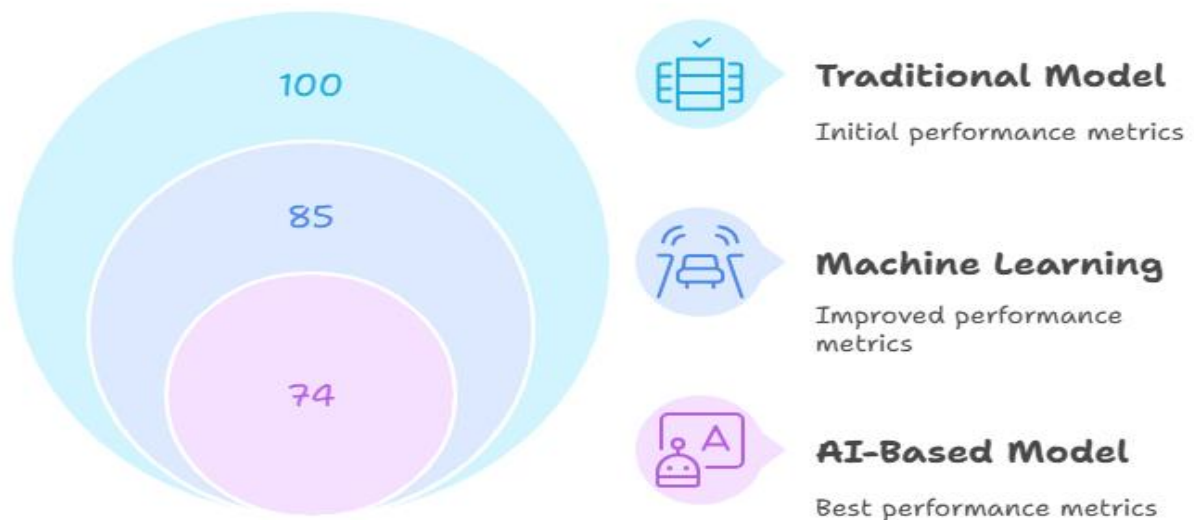 100
85
74
Traditional Model
Initial performance metrics
Machine Learning
Improved performance
metrics
AI-Based Model
Best performance metrics
A